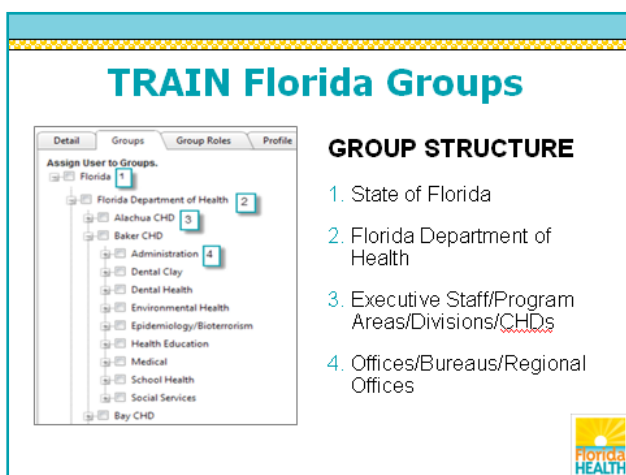 TRAIN Florida Groups
Detail Groups Group Roles Profile
Assign User to Groups.
Florida 1
Florida Department of Health 2
Alachua CHD 3
Baker CHD
Administration 4
Dental Clay
Dental Health
Environmental Health
Epidemiology/Bioterrorism
Health Education
Medical
School Health
Social Services
Bay CHD
GROUP STRUCTURE
1. State of Florida
2. Florida Department of
Health
3. Executive Staff/Program
Areas/Divisions/CHDs
4. Offices/Bureaus/Regional
Offices
Florida
HEALTH